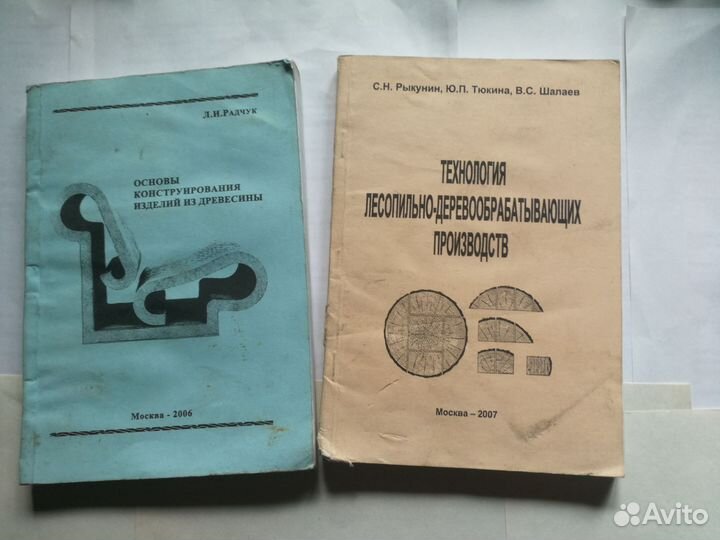 Л.И.Радчук
ОСНОВЫ
КОНСТРУИРОВАНИЯ
ИЗДЕЛИЙ ИЗ ДРЕВЕСИНЫ
Москва - 2006
С.Н. Рыкунин, Ю.П. Тюкина, В.С. Шалаев
ТЕХНОЛОГИЯ
ЛЕСОПИЛЬНО-ДЕРЕВООБРАБАТЫВАЮЩИХ
ПРОИЗВОДСТВ
Москва – 2007
Avito